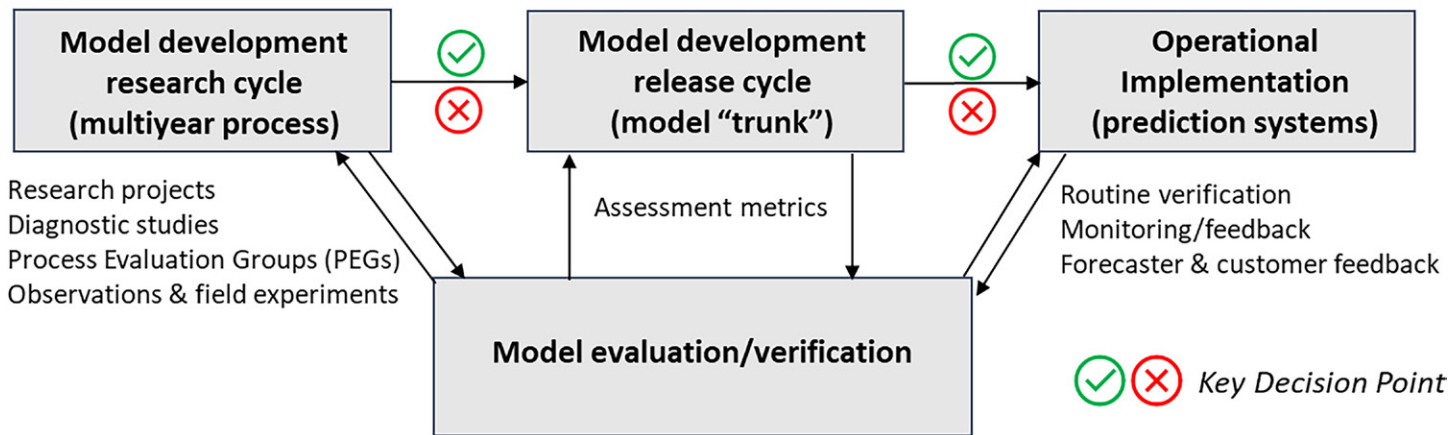 Model development
research cycle
(multiyear process)
Model development
release cycle
(model “trunk”)
Operational
Implementation
(prediction systems)
Research projects
Diagnostic studies
Process Evaluation Groups (PEGs)
Observations & field experiments
Assessment metrics
Routine verification
Monitoring/feedback
Forecaster & customer feedback
Model evaluation/verification
Key Decision Point